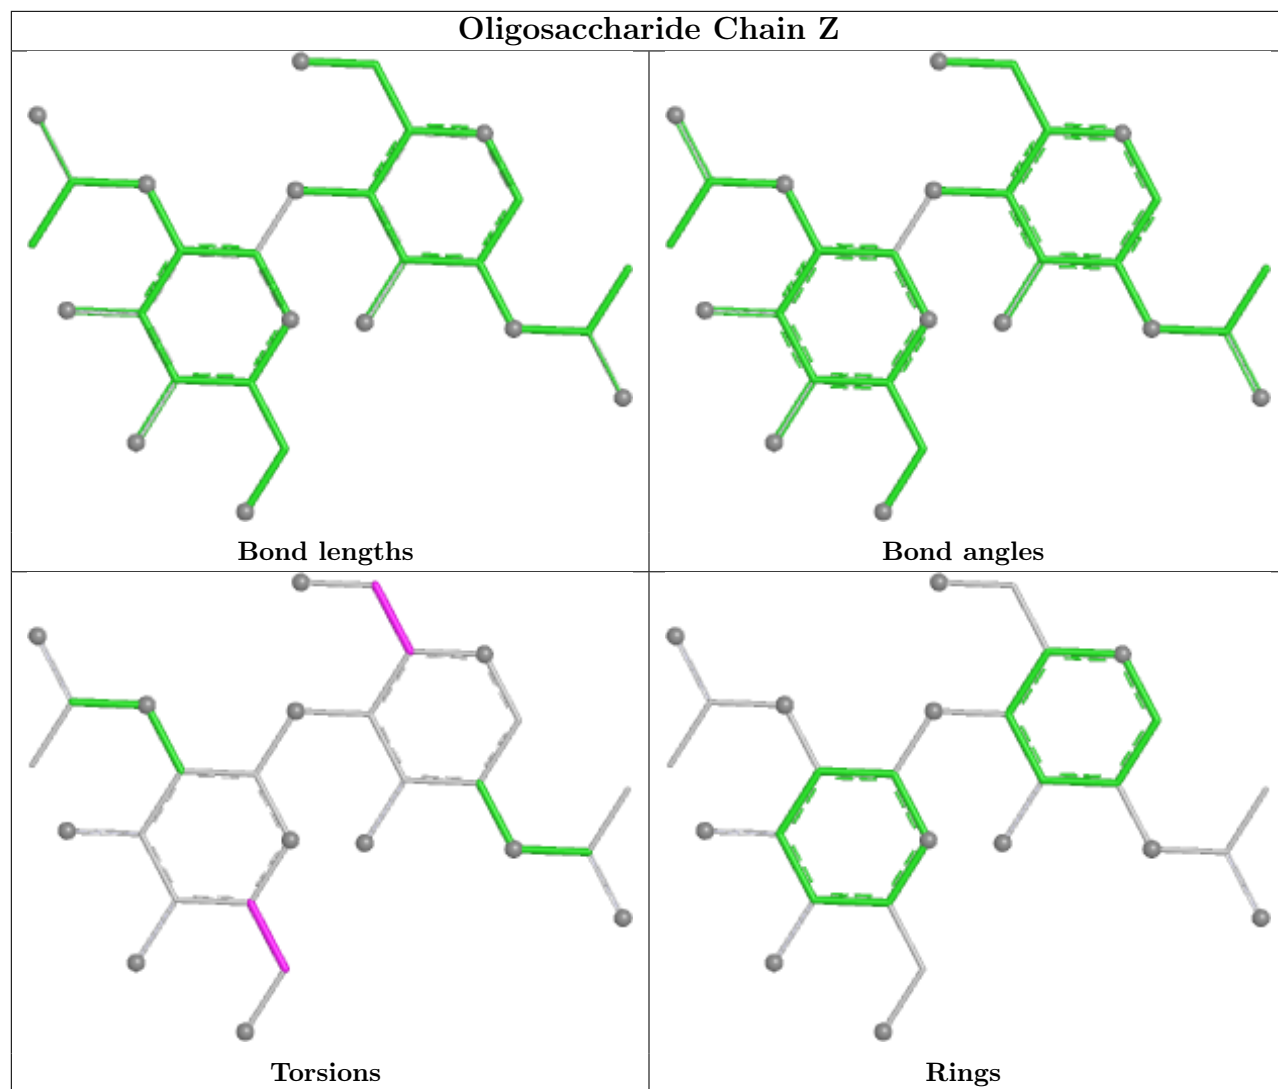 Oligosaccharide Chain Z
Bond lengths
Bond angles
Torsions
Rings